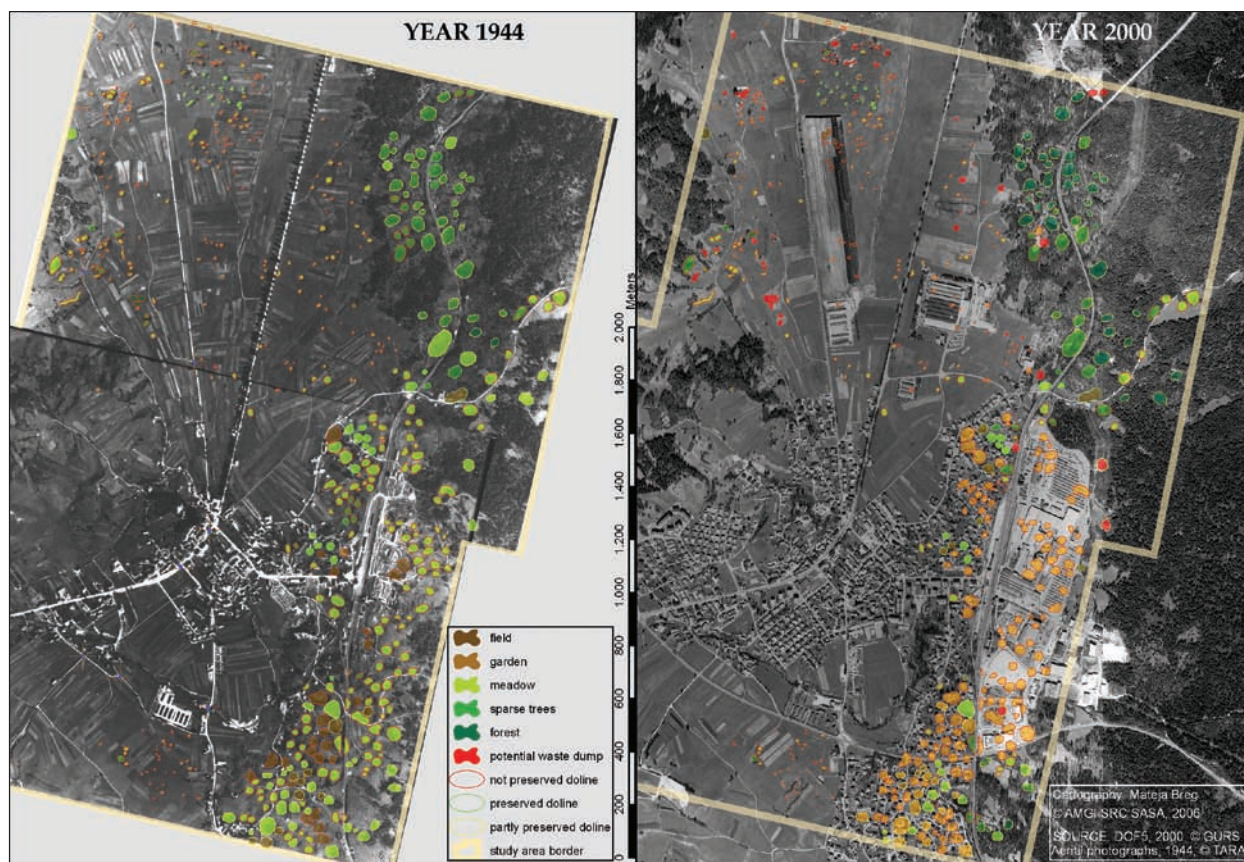 YEAR 1944
YEAR 2000
Meters
2.000
1.800
1.600
1.400
1.200
1.000
800
600
400
200
0
field
garden
meadow
sparse trees
forest
potential waste dump
not preserved doline
preserved doline
partly preserved doline
study area border
Cartography: Mateja Breg
© AMGI SRC SASA, 2006
SOURCE: DOF5, 2000, © GURS
Aerial photographs, 1944, © TARA